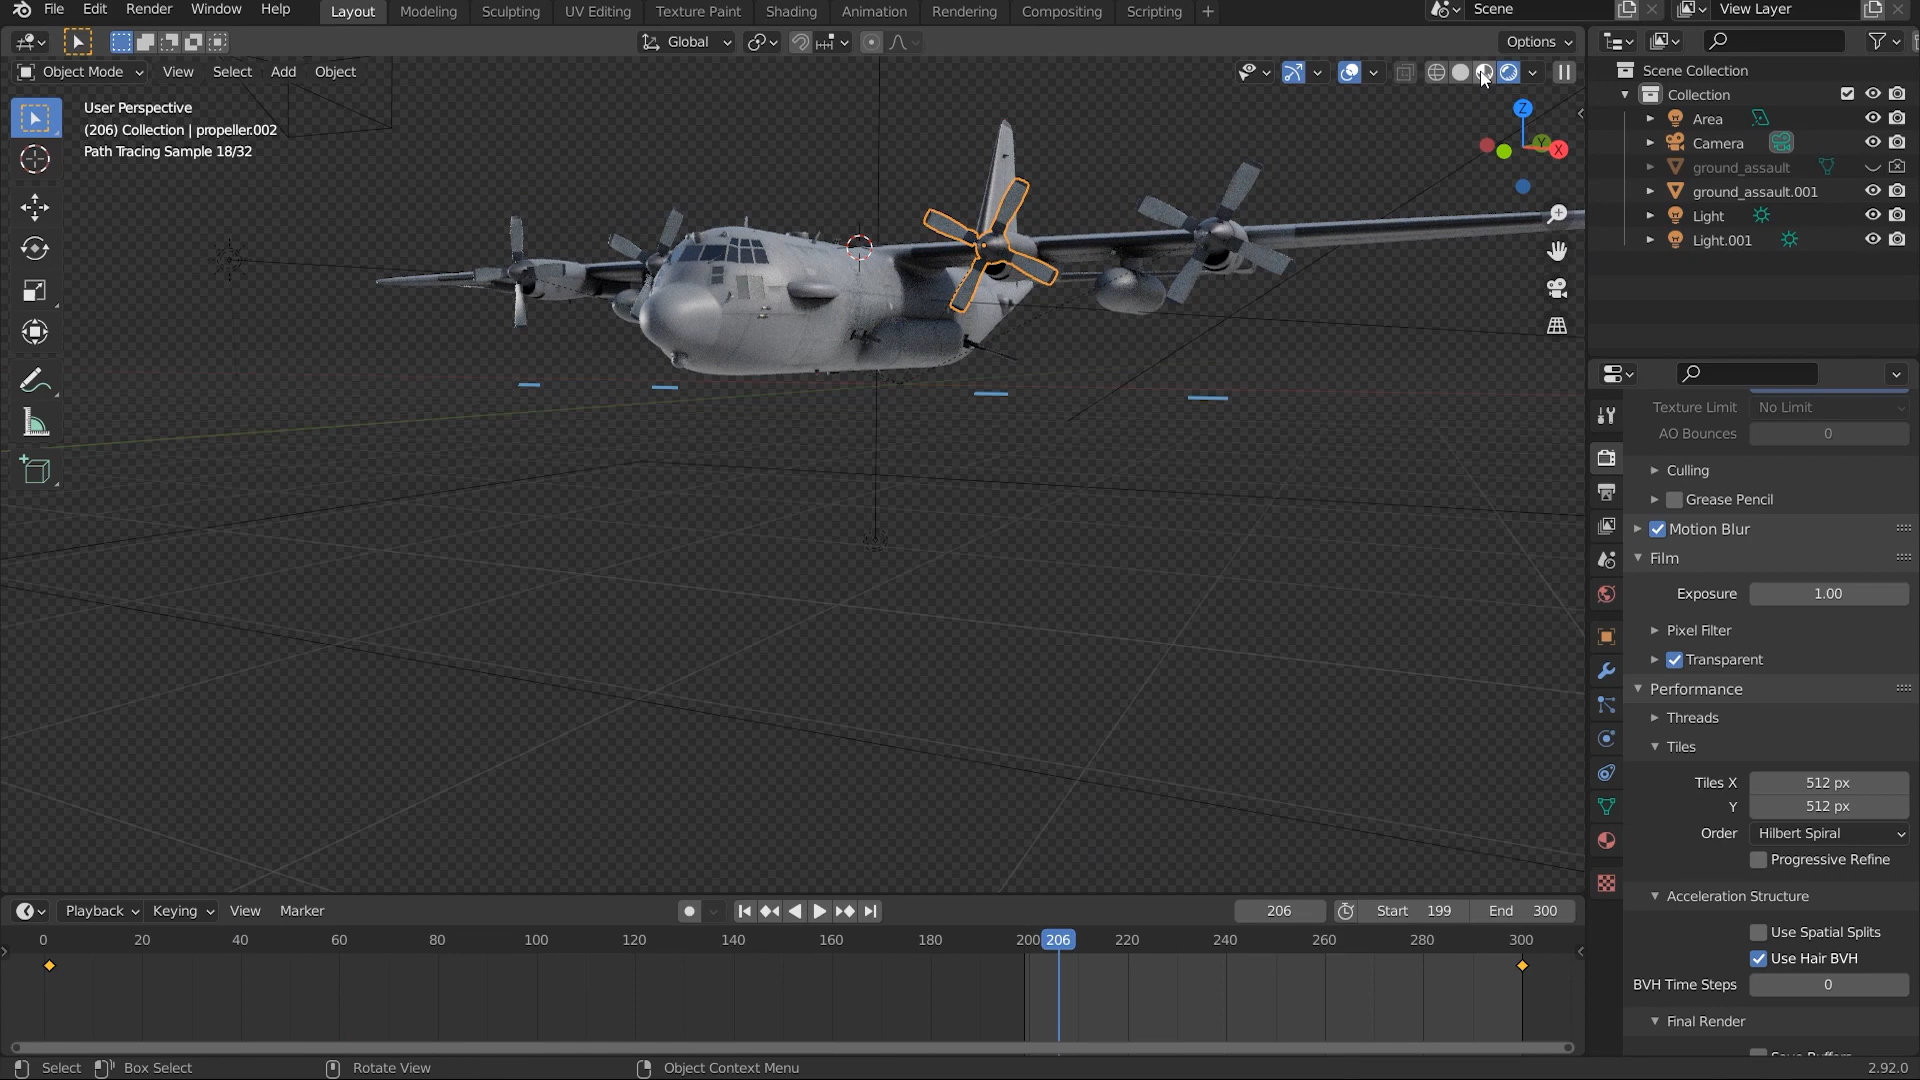 File Edit Render Window Help Layout Modeling Sculpting UV Editing Texture Paint Shading Animation Rendering Compositing Scripting + Scene View Layer
Global Options
Object Mode View Select Add Object
User Perspective
(206) Collection | propeller.002
Path Tracing Sample 18/32
Z
Y
X
Scene Collection
Collection
Area
Camera
ground_assault
ground_assault.001
Light
Light.001
Texture Limit No Limit
AO Bounces 0
Culling
Grease Pencil
Motion Blur
Film
Exposure 1.00
Pixel Filter
Transparent
Performance
Threads
Tiles
Tiles X 512 px
Y 512 px
Order Hilbert Spiral
Progressive Refine
Acceleration Structure
Use Spatial Splits
Use Hair BVH
BVH Time Steps 0
Final Render
Playback Keying View Marker 206 Start 199 End 300
0 20 40 60 80 100 120 140 160 180 200 206 220 240 260 280 300
Select Box Select Rotate View Object Context Menu 2.92.0